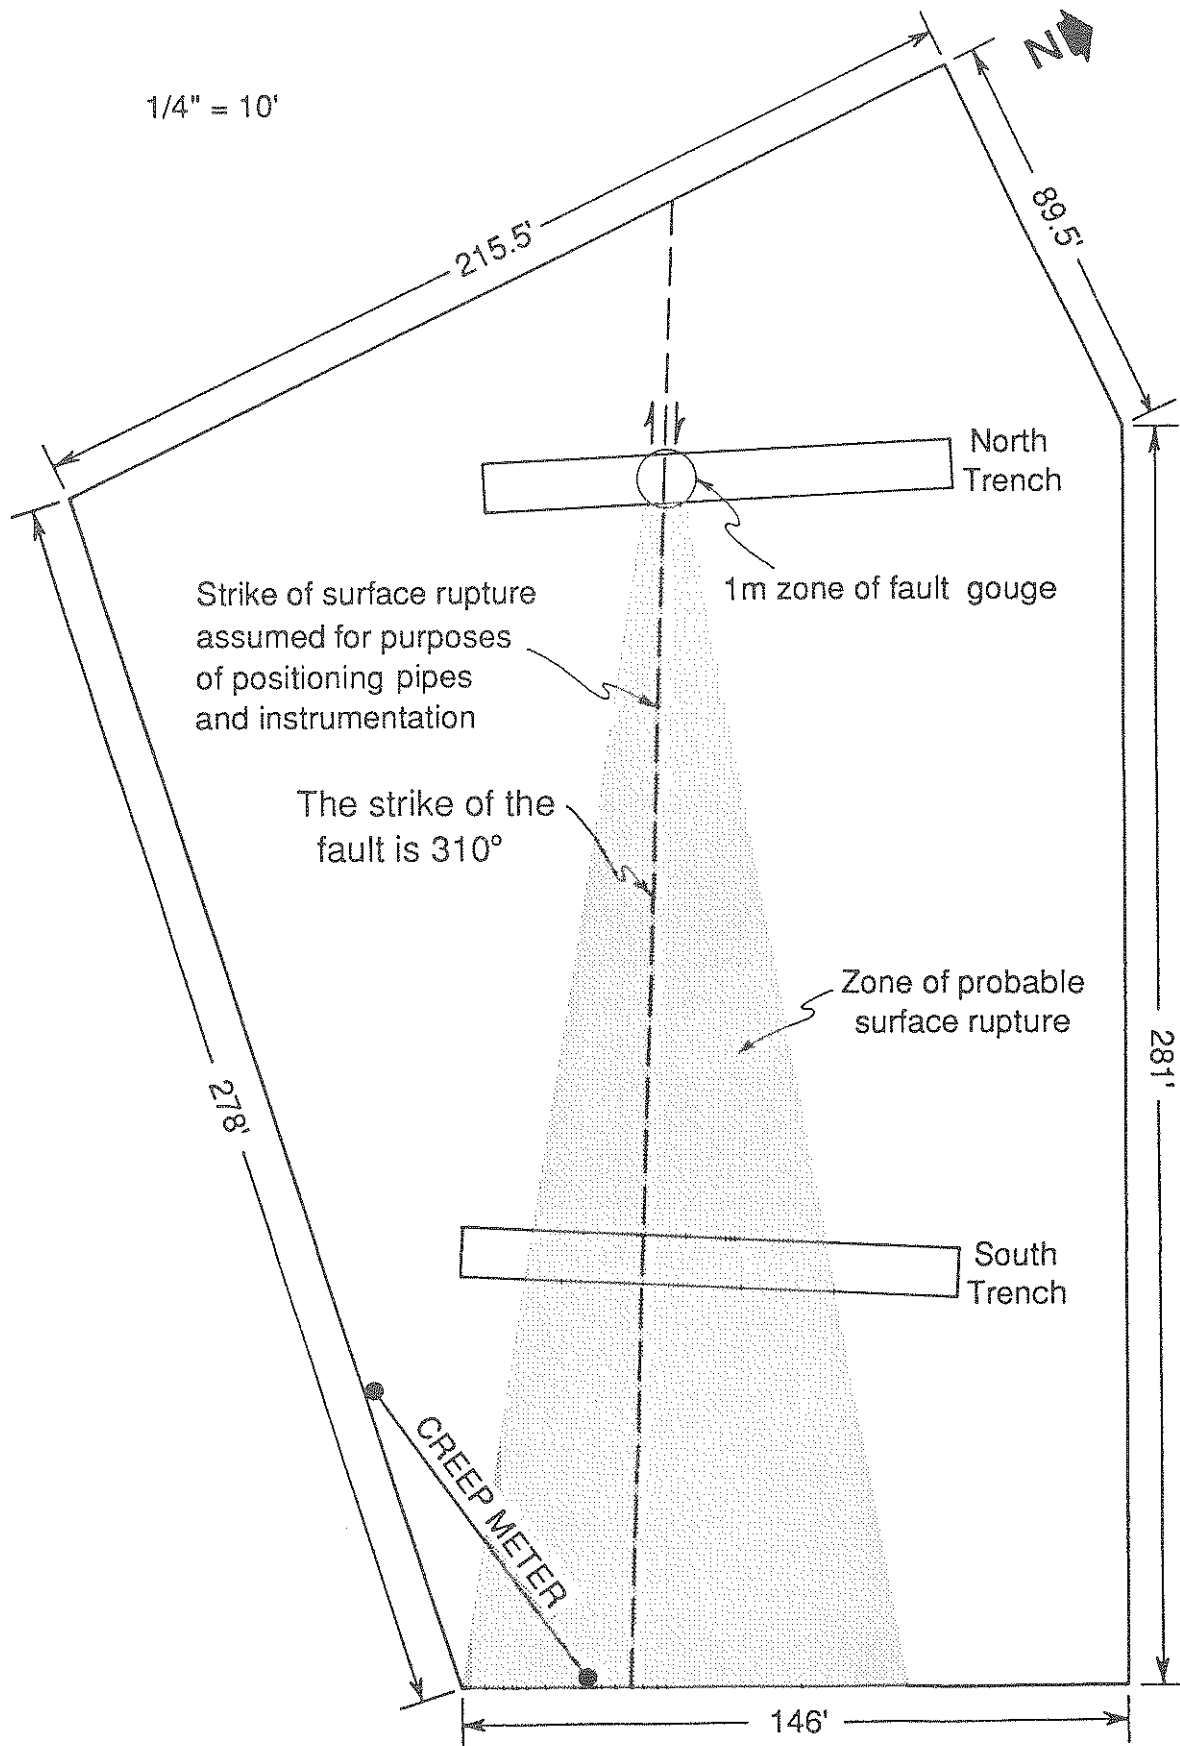 N
1/4" = 10'
215.5'
89.5'
North
Trench
1m zone of fault gouge
Strike of surface rupture
assumed for purposes
of positioning pipes
and instrumentation
The strike of the
fault is 310º
Zone of probable
surface rupture
281'
278'
South
Trench
CREEP METER
146'